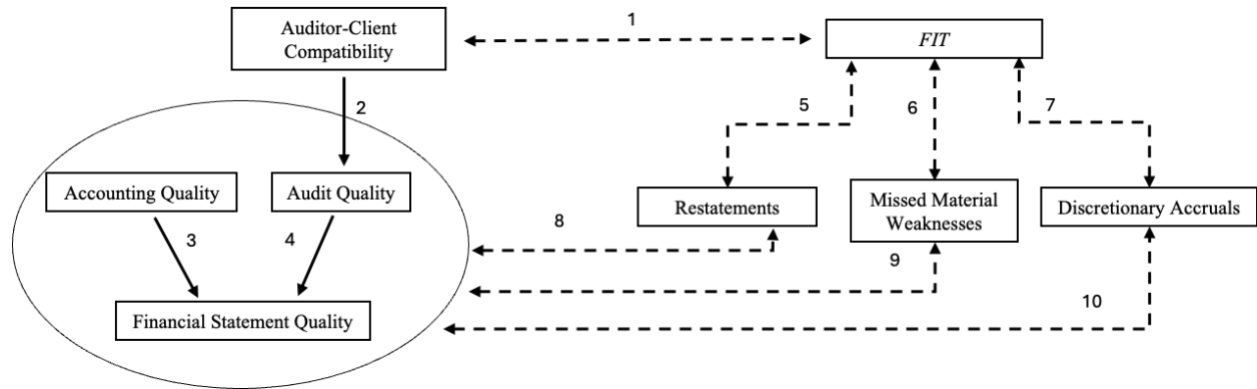 Auditor-Client
Compatibility
1
FIT
2
5
6
7
Accounting Quality
Audit Quality
Restatements
Missed Material
Weaknesses
Discretionary Accruals
3
4
8
9
10
Financial Statement Quality